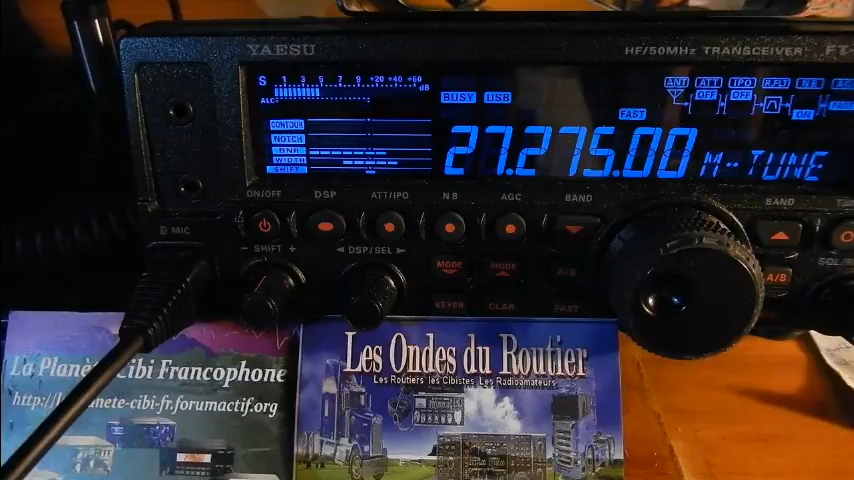 YAESU
HF/50MHz TRANSCEIVER FT-
S 1 3 5 7 9 +20 +40 +60 dB
ALC
BUSY USB
ANT ATT IPO R.FLT N B AGC
OFF OFF ON FAST
FAST
CONTOUR
NOTCH
DNR
WIDTH
SHIFT
27.275.00 M-TUNE
ON/OFF DSP ATT/IPO NB AGC BAND BAND
MIC
- SHIFT + ◄ DSP/SEL ►
MODE MODE A▸B A/B
KEYER CLAR FAST
La Planète Cibi Francophone
Les Ondes du Routier
Les Routiers, les Cibistes, Les Radioamateurs